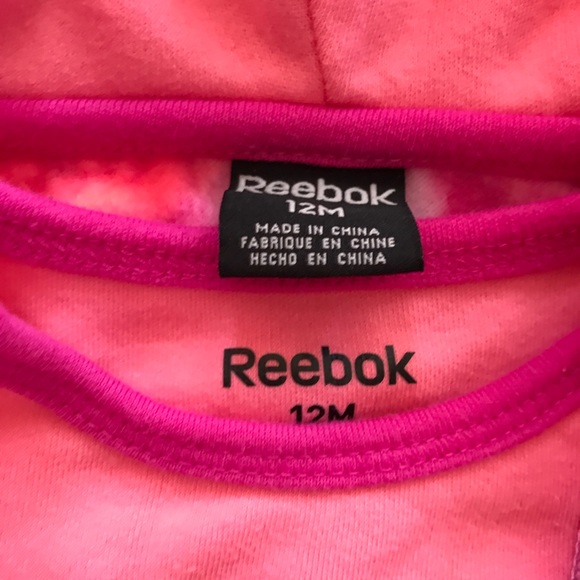 Reebok
12M
MADE IN CHINA
FABRIQUE EN CHINE
HECHO EN CHINA
Reebok
12M